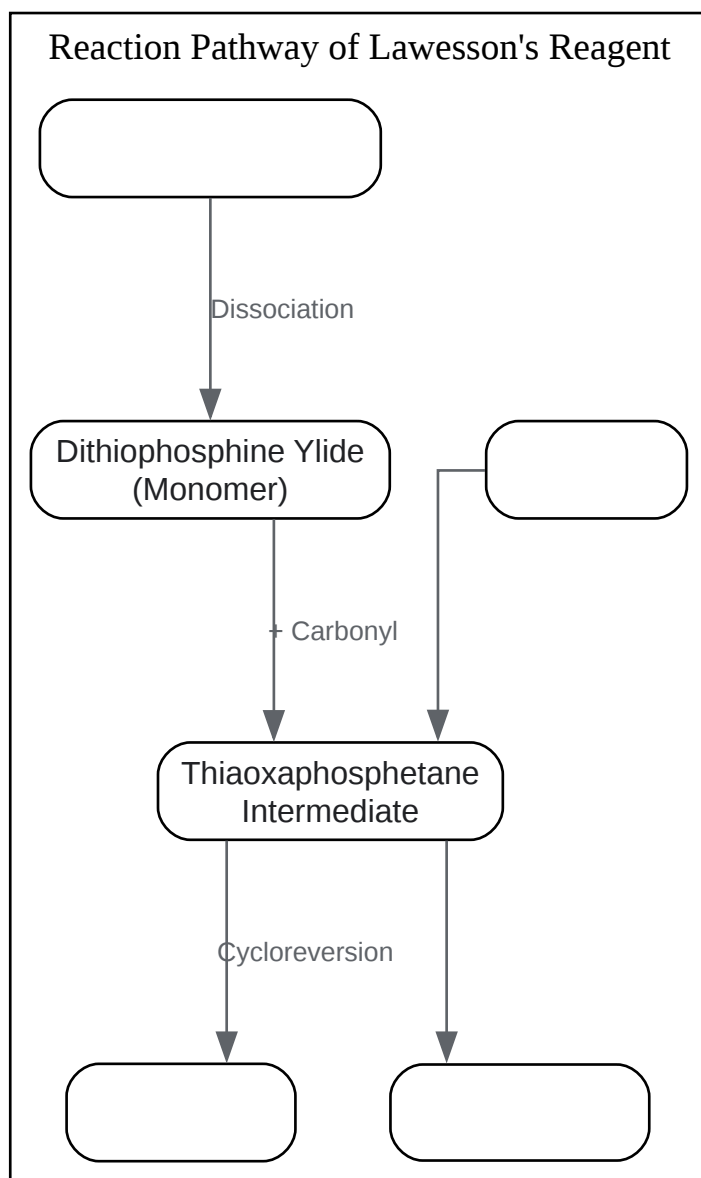 Reaction Pathway of Lawesson's Reagent
Dissociation
Dithiophosphine Ylide
(Monomer)
+ Carbonyl
Thiaoxaphosphetane
Intermediate
Cycloreversion